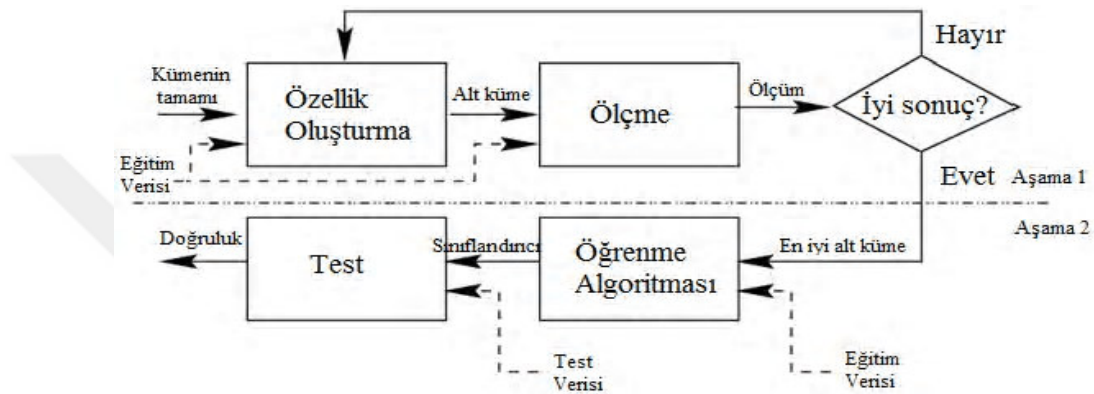 Hayır
Kümenin
tamamı
Özellik
Oluşturma
Alt küme
Ölçme
Ölçüm
İyi sonuç?
Eğitim
Verisi
Evet
Aşama 1
Aşama 2
Doğruluk
Test
Sınıflandırıcı
Öğrenme
Algoritması
En iyi alt küme
Test
Verisi
Eğitim
Verisi